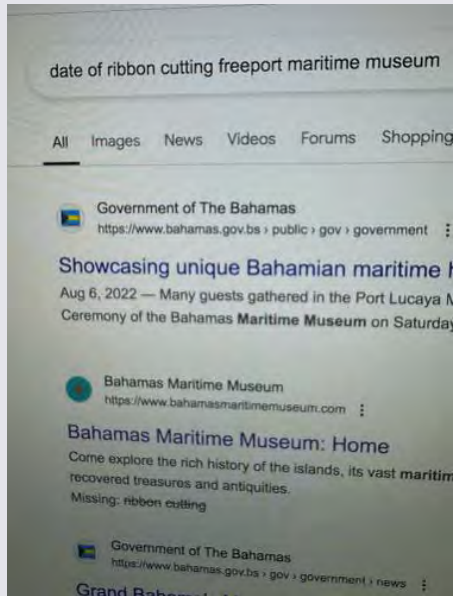 date of ribbon cutting freeport maritime museum
All Images News Videos Forums Shopping
Government of The Bahamas
https://www.bahamas.gov.bs › public › gov › government
Showcasing unique Bahamian maritime
Aug 6, 2022 — Many guests gathered in the Port Lucaya
Ceremony of the Bahamas Maritime Museum on Saturday
Bahamas Maritime Museum
https://www.bahamasmaritimemuseum.com
Bahamas Maritime Museum: Home
Come explore the rich history of the islands, its vast maritim
recovered treasures and antiquities.
Missing: ribbon cutting
Government of The Bahamas
https://www.bahamas.gov.bs › gov › government › news
Grand